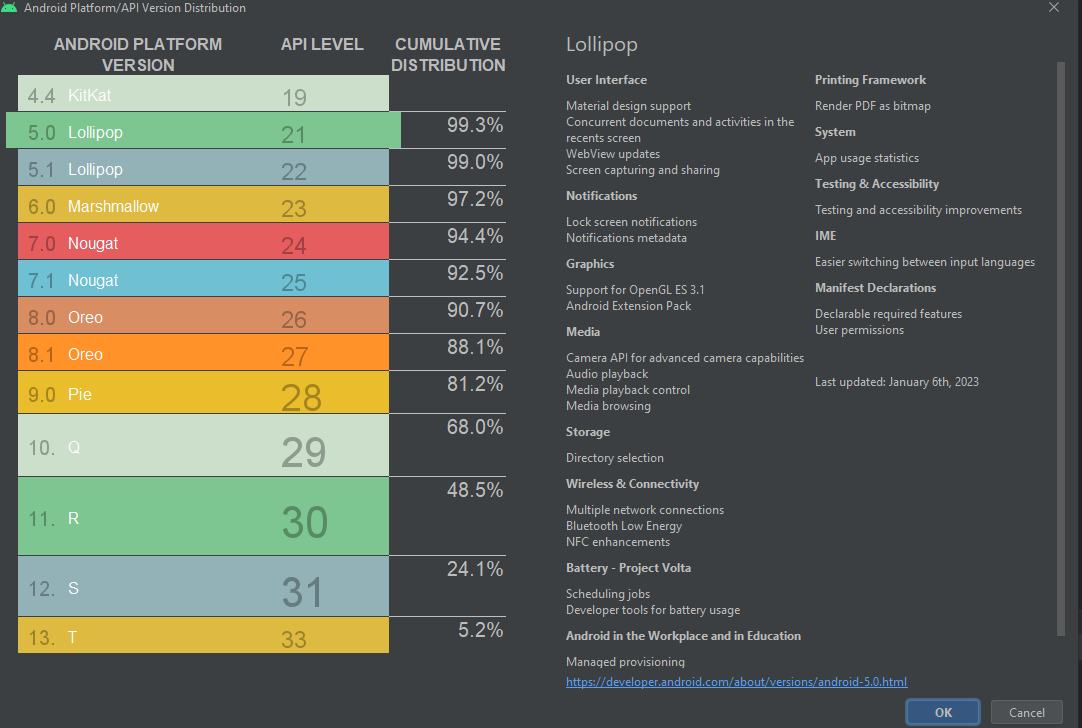 Android Platform/API Version Distribution
ANDROID PLATFORM VERSION
API LEVEL
CUMULATIVE DISTRIBUTION
4.4 KitKat 19
5.0 Lollipop 21 99.3%
5.1 Lollipop 22 99.0%
6.0 Marshmallow 23 97.2%
7.0 Nougat 24 94.4%
7.1 Nougat 25 92.5%
8.0 Oreo 26 90.7%
8.1 Oreo 27 88.1%
9.0 Pie 28 81.2%
10. Q 29 68.0%
11. R 30 48.5%
12. S 31 24.1%
13. T 33 5.2%
Lollipop
User Interface
Material design support
Concurrent documents and activities in the
recents screen
WebView updates
Screen capturing and sharing
Notifications
Lock screen notifications
Notifications metadata
Graphics
Support for OpenGL ES 3.1
Android Extension Pack
Media
Camera API for advanced camera capabilities
Audio playback
Media playback control
Media browsing
Storage
Directory selection
Wireless & Connectivity
Multiple network connections
Bluetooth Low Energy
NFC enhancements
Battery - Project Volta
Scheduling jobs
Developer tools for battery usage
Android in the Workplace and in Education
Managed provisioning
Printing Framework
Render PDF as bitmap
System
App usage statistics
Testing & Accessibility
Testing and accessibility improvements
IME
Easier switching between input languages
Manifest Declarations
Declarable required features
User permissions
Last updated: January 6th, 2023
https://developer.android.com/about/versions/android-5.0.html
OK
Cancel